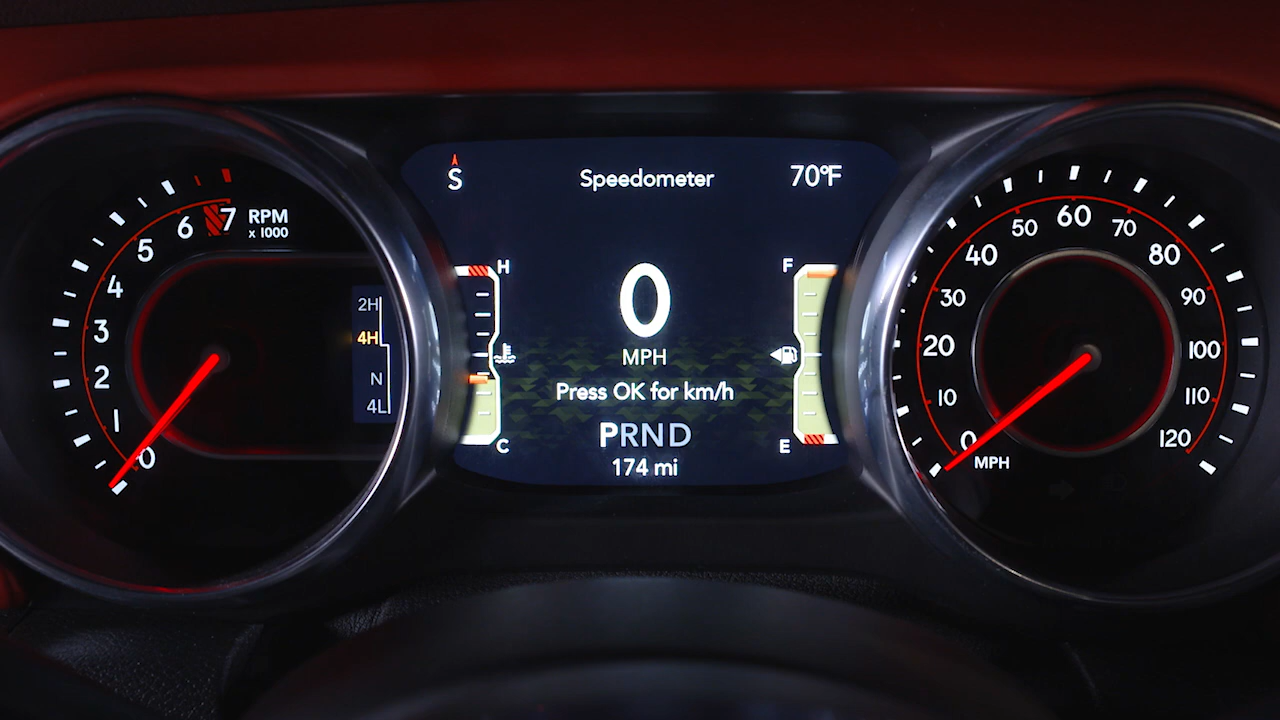 0
1
2
3
4
5
6
7
RPM
x 1000
2H
4H
N
4L
S
Speedometer
70°F
H
C
0
MPH
Press OK for km/h
PRND
174 mi
F
E
0
10
20
30
40
50
60
70
80
90
100
110
120
MPH